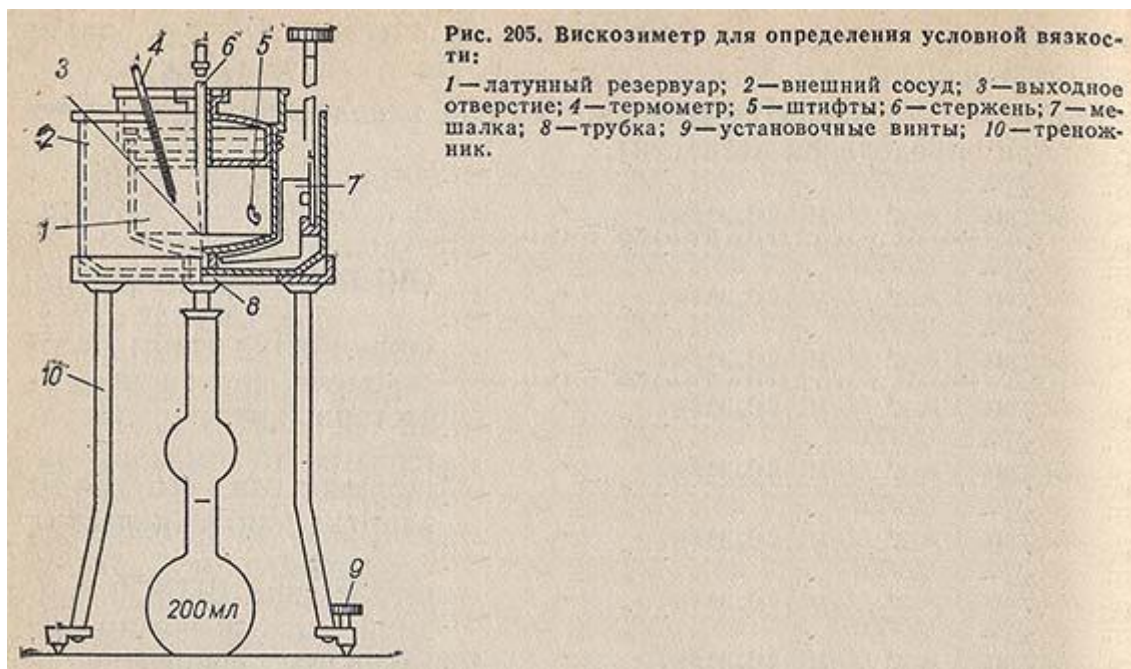 Рис. 205. Вискозиметр для определения условной вязкос-
ти:
1—латунный резервуар; 2—внешний сосуд; 3—выходное
отверстие; 4—термометр; 5—штифты; 6—стержень; 7—ме-
шалка; 8—трубка; 9—установочные винты; 10—тренож-
ник.
3
4
6
5
2
7
1
8
10
9
200 мл